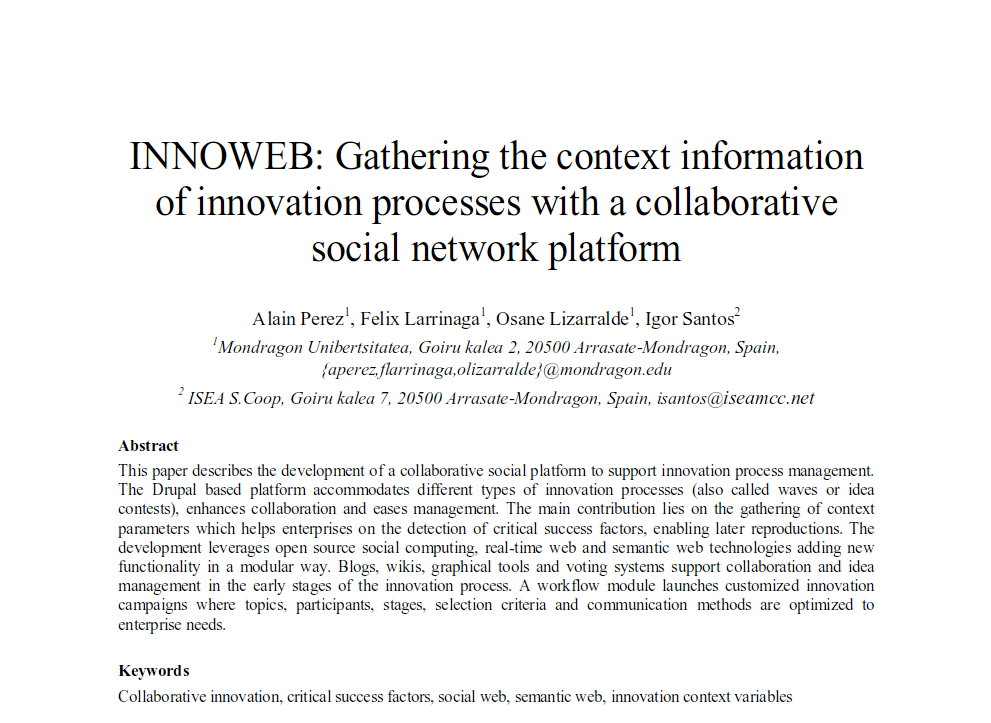 INNOWEB: Gathering the context information
of innovation processes with a collaborative
social network platform
Alain Perez1, Felix Larrinaga1, Osane Lizarralde1, Igor Santos2
1Mondragon Unibertsitatea, Goiru kalea 2, 20500 Arrasate-Mondragon, Spain,
{aperez,flarrinaga,olizarralde}@mondragon.edu
2 ISEA S.Coop, Goiru kalea 7, 20500 Arrasate-Mondragon, Spain, isantos@iseamcc.net
Abstract
This paper describes the development of a collaborative social platform to support innovation process management.
The Drupal based platform accommodates different types of innovation processes (also called waves or idea
contests), enhances collaboration and eases management. The main contribution lies on the gathering of context
parameters which helps enterprises on the detection of critical success factors, enabling later reproductions. The
development leverages open source social computing, real-time web and semantic web technologies adding new
functionality in a modular way. Blogs, wikis, graphical tools and voting systems support collaboration and idea
management in the early stages of the innovation process. A workflow module launches customized innovation
campaigns where topics, participants, stages, selection criteria and communication methods are optimized to
enterprise needs.
Keywords
Collaborative innovation, critical success factors, social web, semantic web, innovation context variables